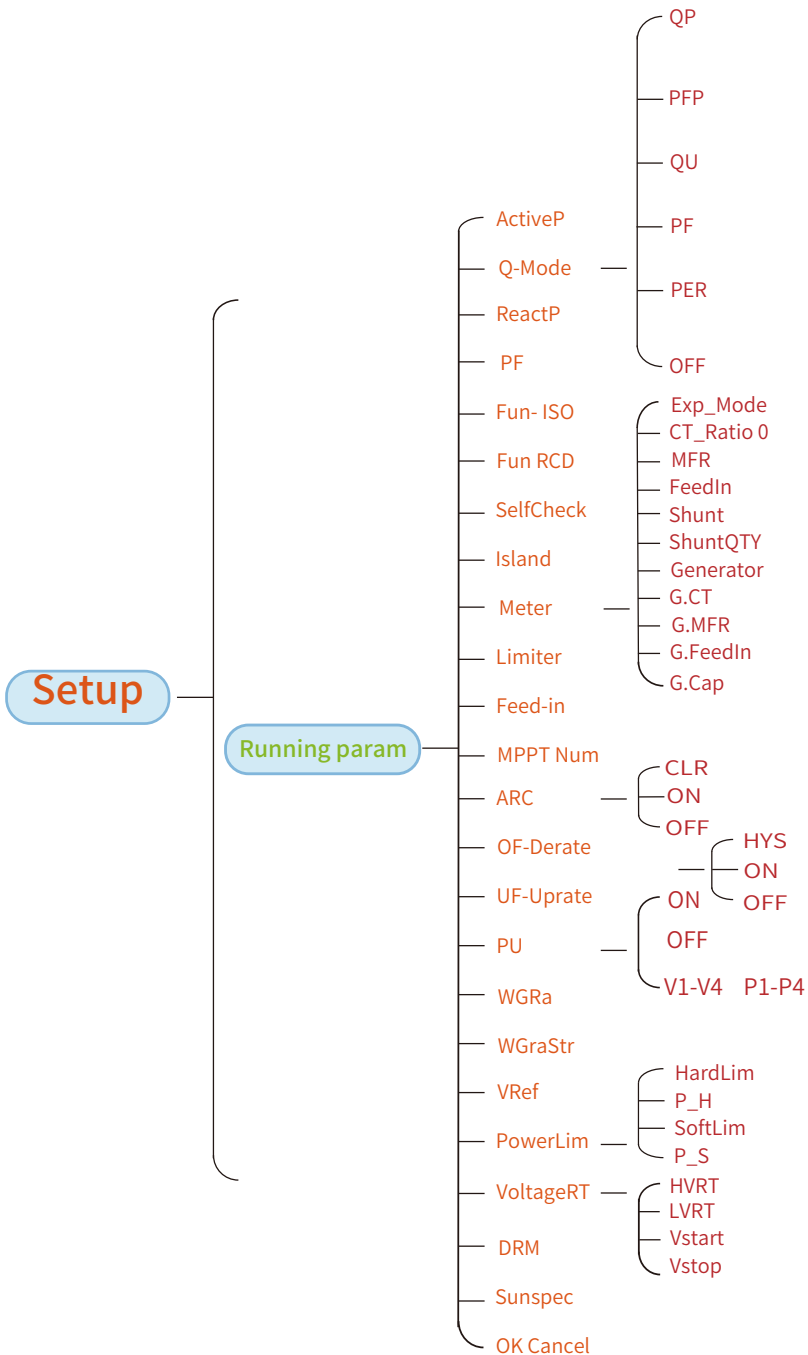 Setup
Running param
ActiveP
Q-Mode
QP
PFP
QU
PF
PER
OFF
ReactP
PF
Fun- ISO
Fun RCD
SelfCheck
Island
Meter
Exp_Mode
CT_Ratio 0
MFR
FeedIn
Shunt
ShuntQTY
Generator
G.CT
G.MFR
G.FeedIn
G.Cap
Limiter
Feed-in
MPPT Num
ARC
CLR
ON
OFF
OF-Derate
HYS
ON
OFF
UF-Uprate
PU
ON
OFF
V1-V4 P1-P4
WGRa
WGraStr
VRef
PowerLim
HardLim
P_H
SoftLim
P_S
VoltageRT
HVRT
LVRT
Vstart
Vstop
DRM
Sunspec
OK Cancel